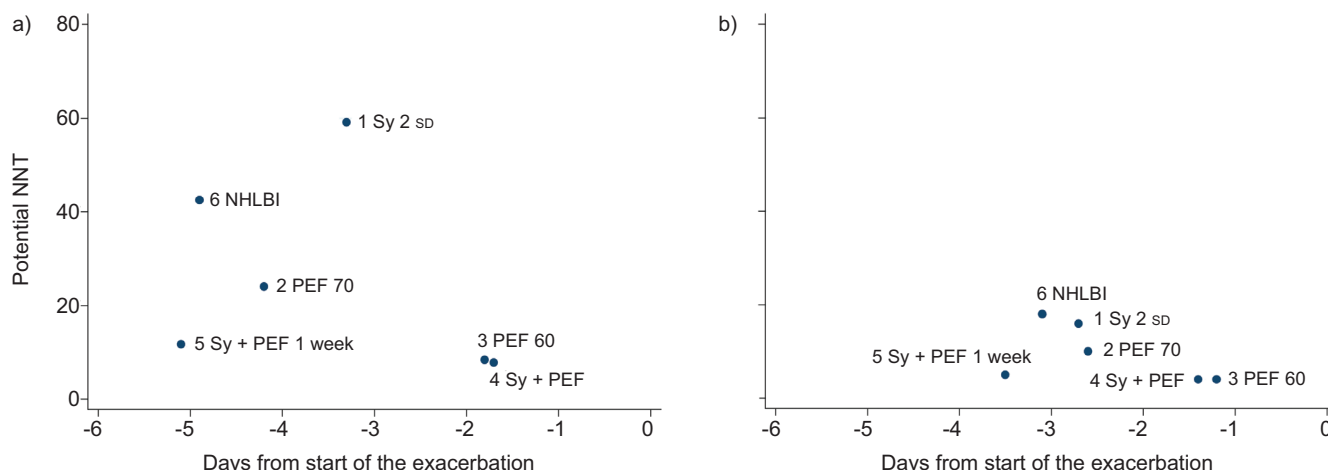 a)
80
60
40
20
0
Potential NNT
1 Sy 2 SD
6 NHLBI
2 PEF 70
5 Sy + PEF 1 week
3 PEF 60
4 Sy + PEF
-6 -5 -4 -3 -2 -1 0
Days from start of the exacerbation
b)
6 NHLBI
1 Sy 2 SD
2 PEF 70
5 Sy + PEF 1 week
4 Sy + PEF
3 PEF 60
-6 -5 -4 -3 -2 -1 0
Days from start of the exacerbation